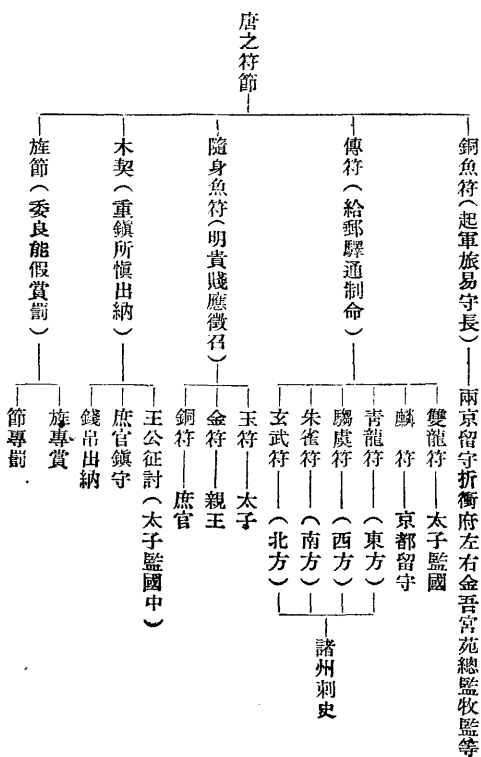 唐之符節
銅魚符(起軍旅易守長)
兩京留守折衝府左右金吾宮苑總監牧監等
傳符(給郵驛通制命)
雙龍符
太子監國
麟符
京都留守
青龍符
(東方)
騶虞符
(西方)
朱雀符
(南方)
玄武符
(北方)
諸州刺史
隨身魚符(明貴賤應徵召)
玉符
太子
金符
親王
銅符
庶官
木契(重鎮所愼出納)
王公征討(太子監國中)
庶官鎮守
錢帛出納
旌節(委良能假賞罰)
旌專賞
節專罰